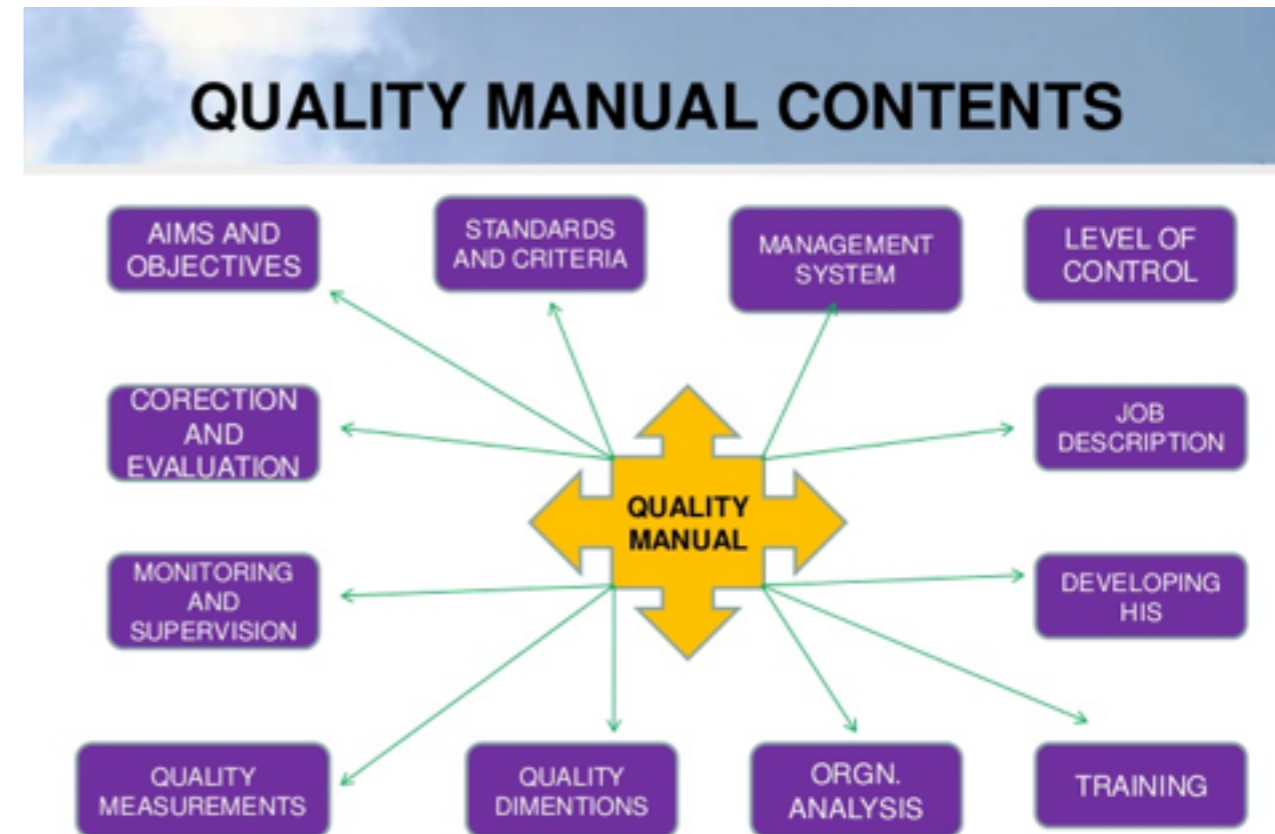 QUALITY MANUAL CONTENTS
AIMS AND
OBJECTIVES
STANDARDS
AND CRITERIA
MANAGEMENT
SYSTEM
LEVEL OF
CONTROL
CORECTION
AND
EVALUATION
QUALITY
MANUAL
JOB
DESCRIPTION
MONITORING
AND
SUPERVISION
DEVELOPING
HIS
QUALITY
MEASUREMENTS
QUALITY
DIMENTIONS
ORGN.
ANALYSIS
TRAINING